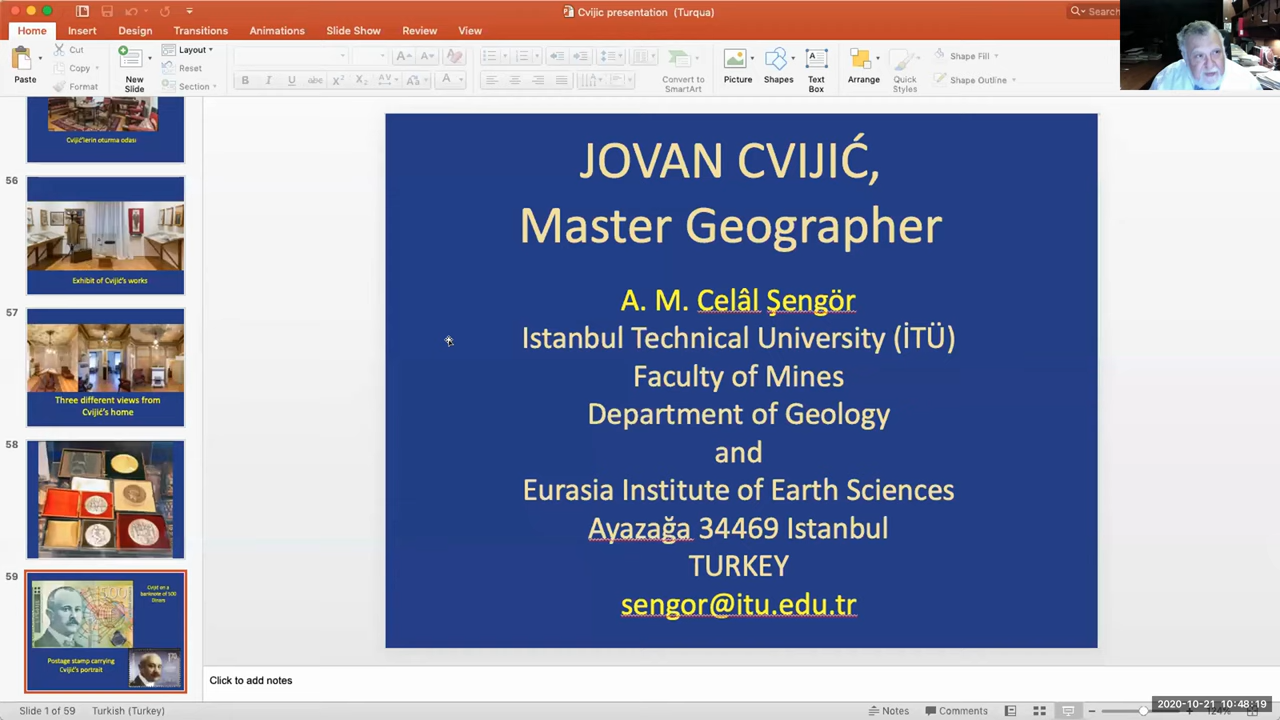 Cvijic presentation (Turqua)
Search
Home
Insert
Design
Transitions
Animations
Slide Show
Review
View
Paste
Cut
Copy
Format
New
Slide
Layout
Reset
Section
Convert to
SmartArt
Picture
Shapes
Text
Box
Arrange
Quick
Styles
Shape Fill
Shape Outline
Cvijić'lerin oturma odası
56
Exhibit of Cvijić's works
57
Three different views from
Cvijić's home
58
59
Cvijić on a
banknote of 500
Dinars
Postage stamp carrying
Cvijić's portrait
JOVAN CVIJIĆ,
Master Geographer
A. M. Celâl Şengör
Istanbul Technical University (İTÜ)
Faculty of Mines
Department of Geology
and
Eurasia Institute of Earth Sciences
Ayazağa 34469 Istanbul
TURKEY
sengor@itu.edu.tr
Click to add notes
Slide 1 of 59
Turkish (Turkey)
Notes
Comments
2020-10-21 10:48:19